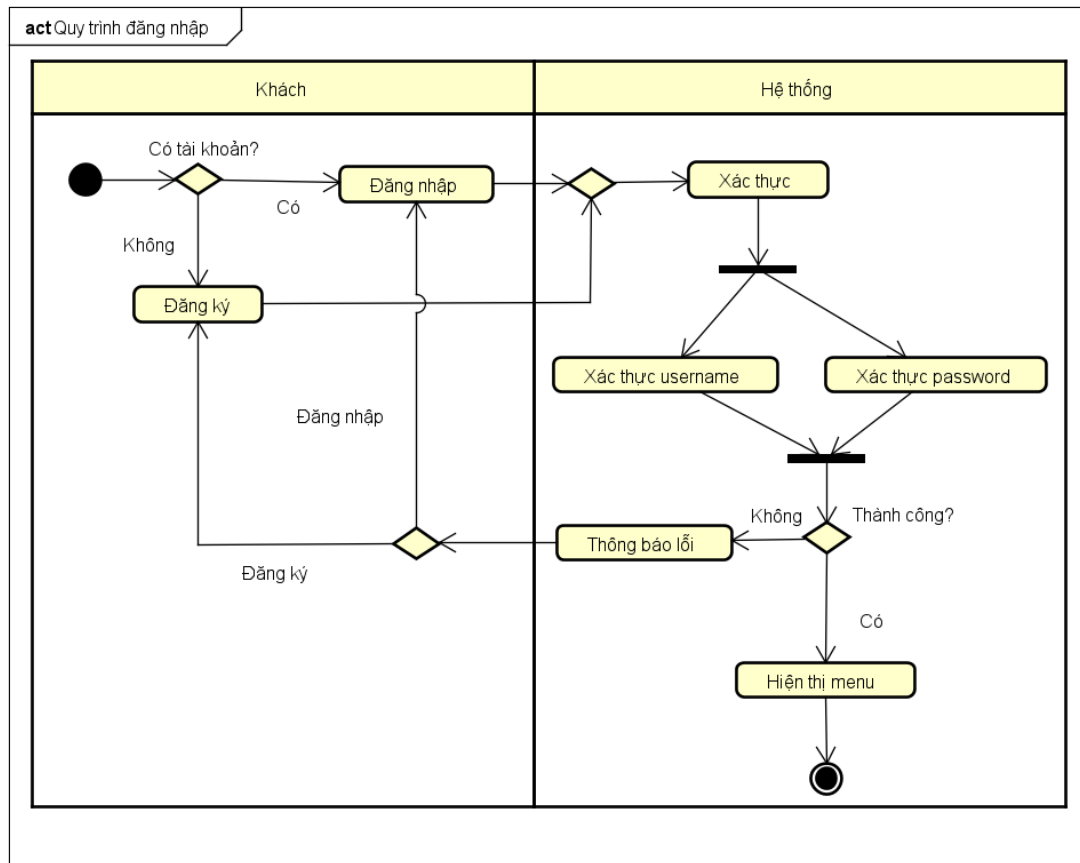 act Quy trình đăng nhập
Khách
Hệ thống
Có tài khoản?
Đăng nhập
Xác thực
Có
Không
Đăng ký
Xác thực username
Xác thực password
Đăng nhập
Không
Thành công?
Thông báo lỗi
Đăng ký
Có
Hiện thị menu